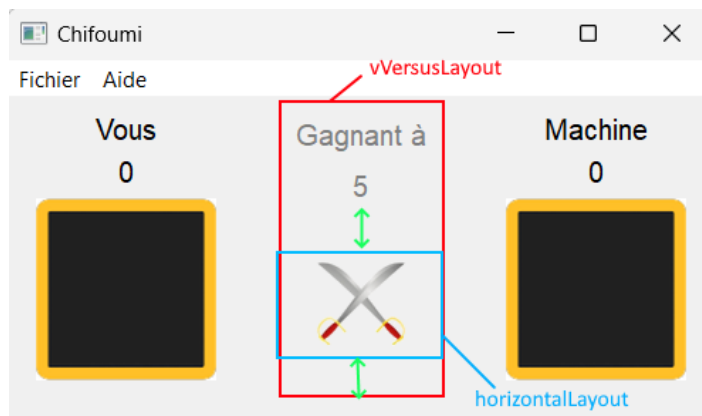 Chifoumi
Fichier Aide
vVersusLayout
Vous
0
Gagnant à
5
Machine
0
horizontalLayout